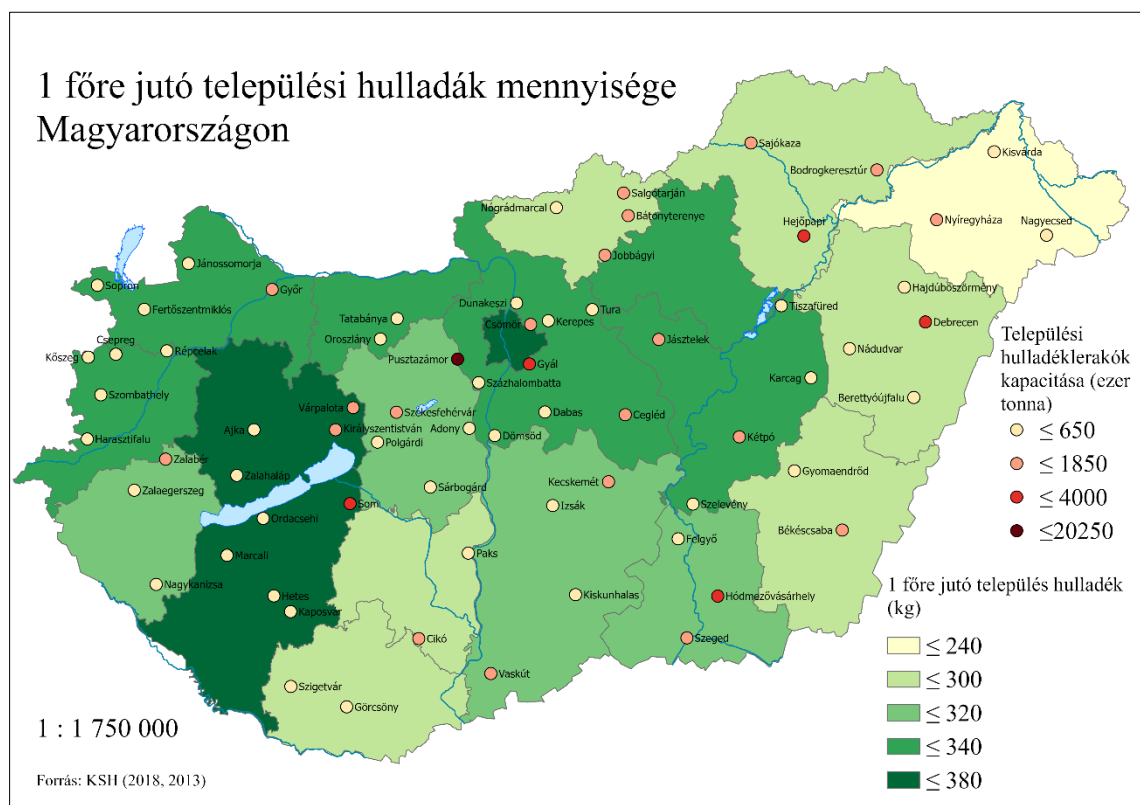 1 főre jutó települési hulladák mennyisége
Magyarországon
Kisvárda
Sajókaza
Bodrogkeresztúr
Salgótarján
Nógrádmarcal
Bátonyterenye
Nyíregyháza
Nagyecsed
Hejőpapi
Jobbágyi
Jánossomorja
Sopron
Győr
Hajdúböszörmény
Fertőszentmiklós
Dunakeszi
Tiszafüred
Tura
Tatabánya
Csömör
Kerepes
Debrecen
Oroszlány
Jásztelek
Csepreg
Kőszeg
Répcelak
Pusztazámor
Gyál
Nádudvar
Százhalombatta
Karcag
Szombathely
Berettyóújfalu
Várpalota
Székesfehérvár
Dabas
Cegléd
Ajka
Királyszentistván
Adony
Harasztifalu
Polgárdi
Dömsöd
Kétpó
Zalabér
Zalahaláp
Gyomaendrőd
Zalaegerszeg
Sárbogárd
Kecskemét
Som
Izsák
Szelevény
Ordacsehi
Békéscsaba
Felgyő
Marcali
Paks
Nagykanizsa
Hetes
Kiskunhalas
Hódmezővásárhely
Kaposvár
Cikó
Szeged
Vaskút
Szigetvár
Görcsöny
Települési
hulladéklerakók
kapacitása (ezer
tonna)
≤ 650
≤ 1850
≤ 4000
≤20250
1 főre jutó település hulladék
(kg)
≤ 240
≤ 300
≤ 320
≤ 340
≤ 380
1 : 1 750 000
Forrás: KSH (2018, 2013)